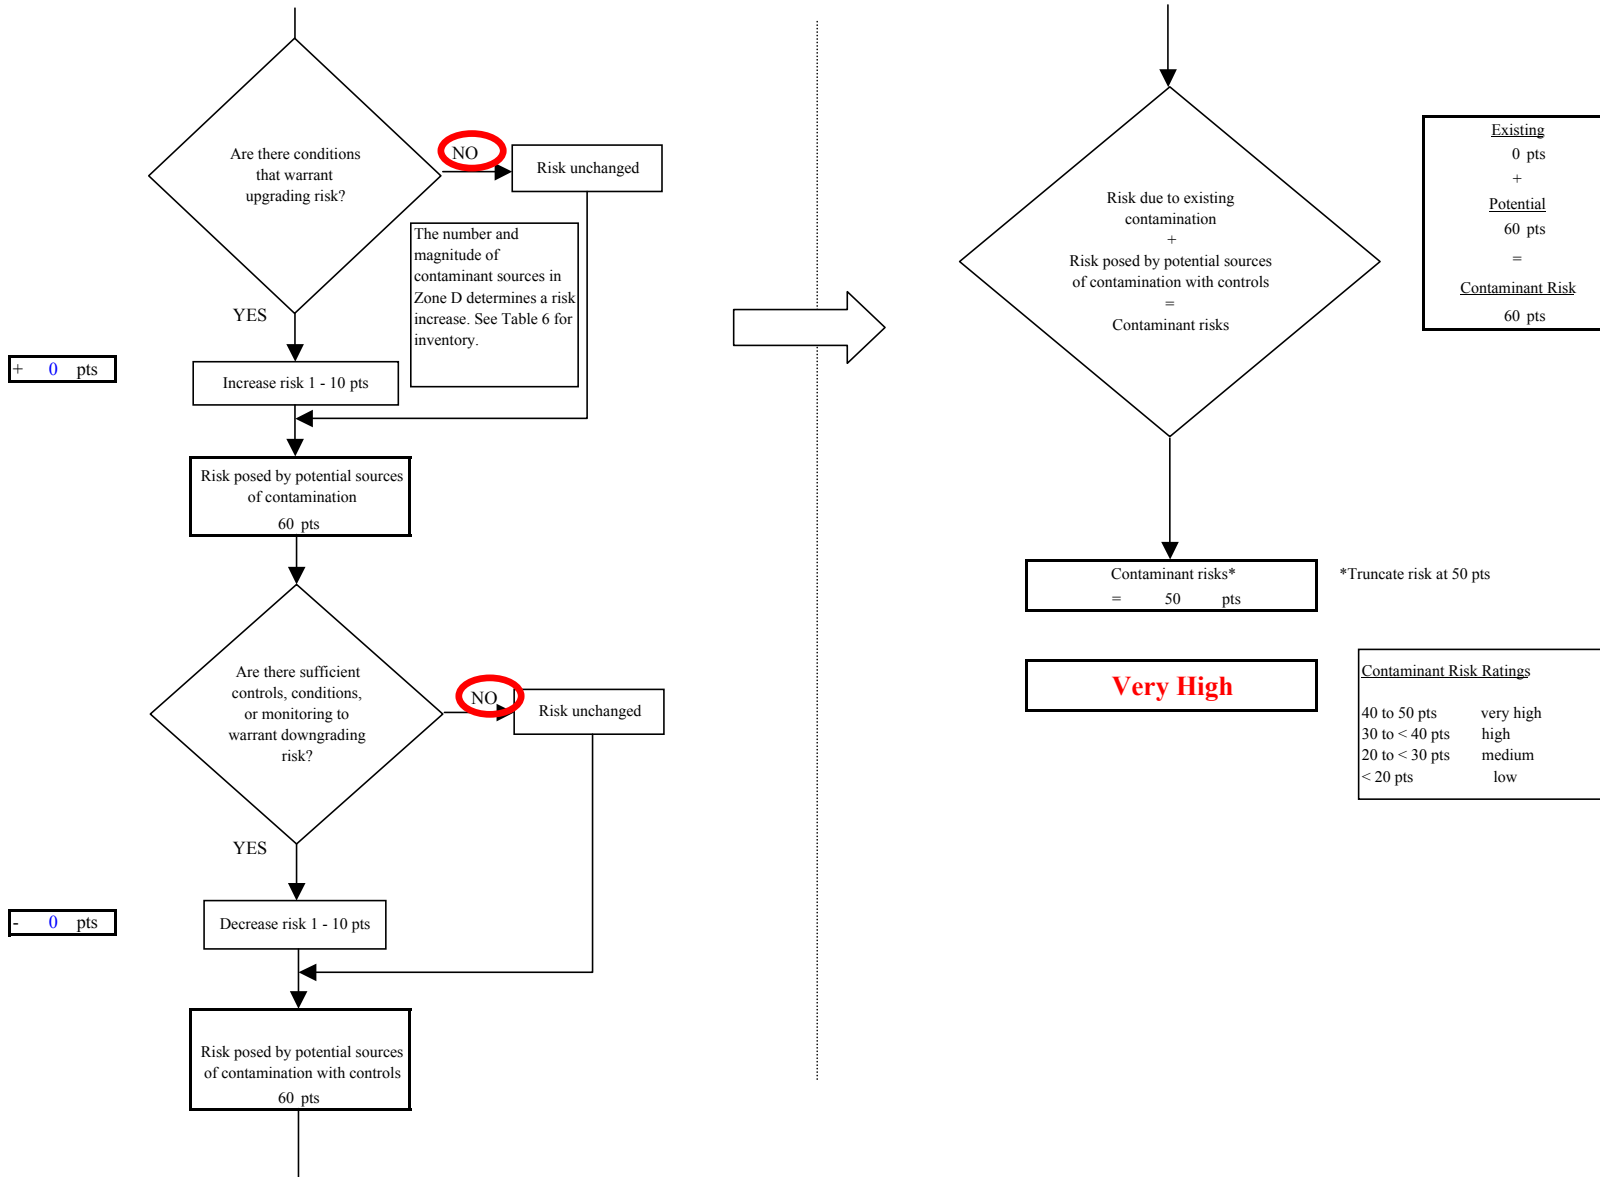 Are there conditions
that warrant
upgrading risk?
NO
Risk unchanged
The number and
magnitude of
contaminant sources in
Zone D determines a risk
increase. See Table 6 for
inventory.
YES
+ 0 pts
Increase risk 1 - 10 pts
Risk posed by potential sources
of contamination
60 pts
Are there sufficient
controls, conditions,
or monitoring to
warrant downgrading
risk?
NO
Risk unchanged
YES
- 0 pts
Decrease risk 1 - 10 pts
Risk posed by potential sources
of contamination with controls
60 pts
Risk due to existing
contamination
+
Risk posed by potential sources
of contamination with controls
=
Contaminant risks
Existing
0 pts
+
Potential
60 pts
=
Contaminant Risk
60 pts
Contaminant risks*
= 50 pts
*Truncate risk at 50 pts
Very High
Contaminant Risk Ratings
40 to 50 pts very high
30 to < 40 pts high
20 to < 30 pts medium
< 20 pts low